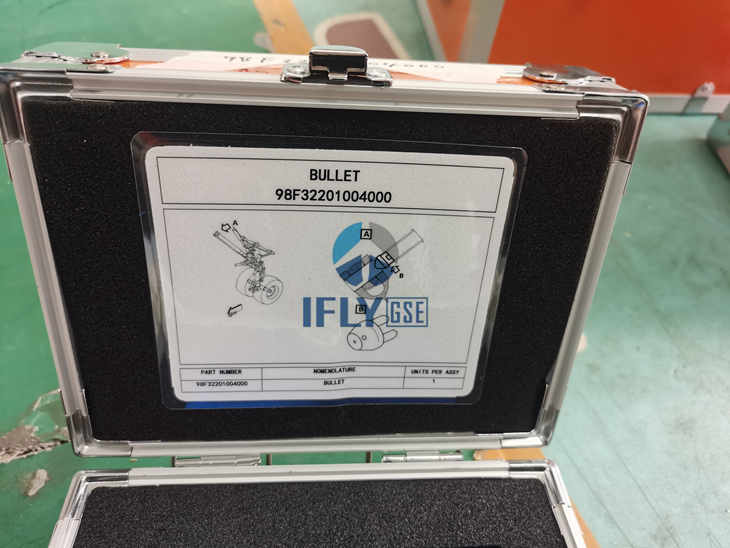 BULLET
98F32201004000
A
A
B
B
IFLY GSE
PART NUMBER NOMENCLATURE UNITS PER ASSY
98F32201004000 BULLET 1